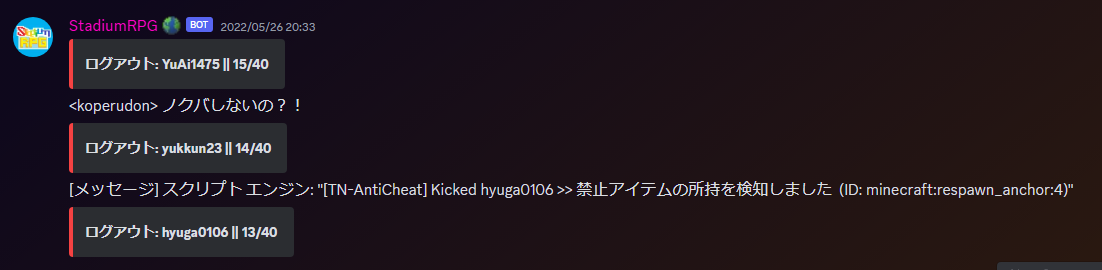 StadiumRPG BOT 2022/05/26 20:33
ログアウト: YuAi1475 || 15/40
<koperudon> ノクバしないの？！
ログアウト: yukkun23 || 14/40
[メッセージ] スクリプト エンジン: "[TN-AntiCheat] Kicked hyuga0106 >> 禁止アイテムの所持を検知しました (ID: minecraft:respawn_anchor:4)"
ログアウト: hyuga0106 || 13/40